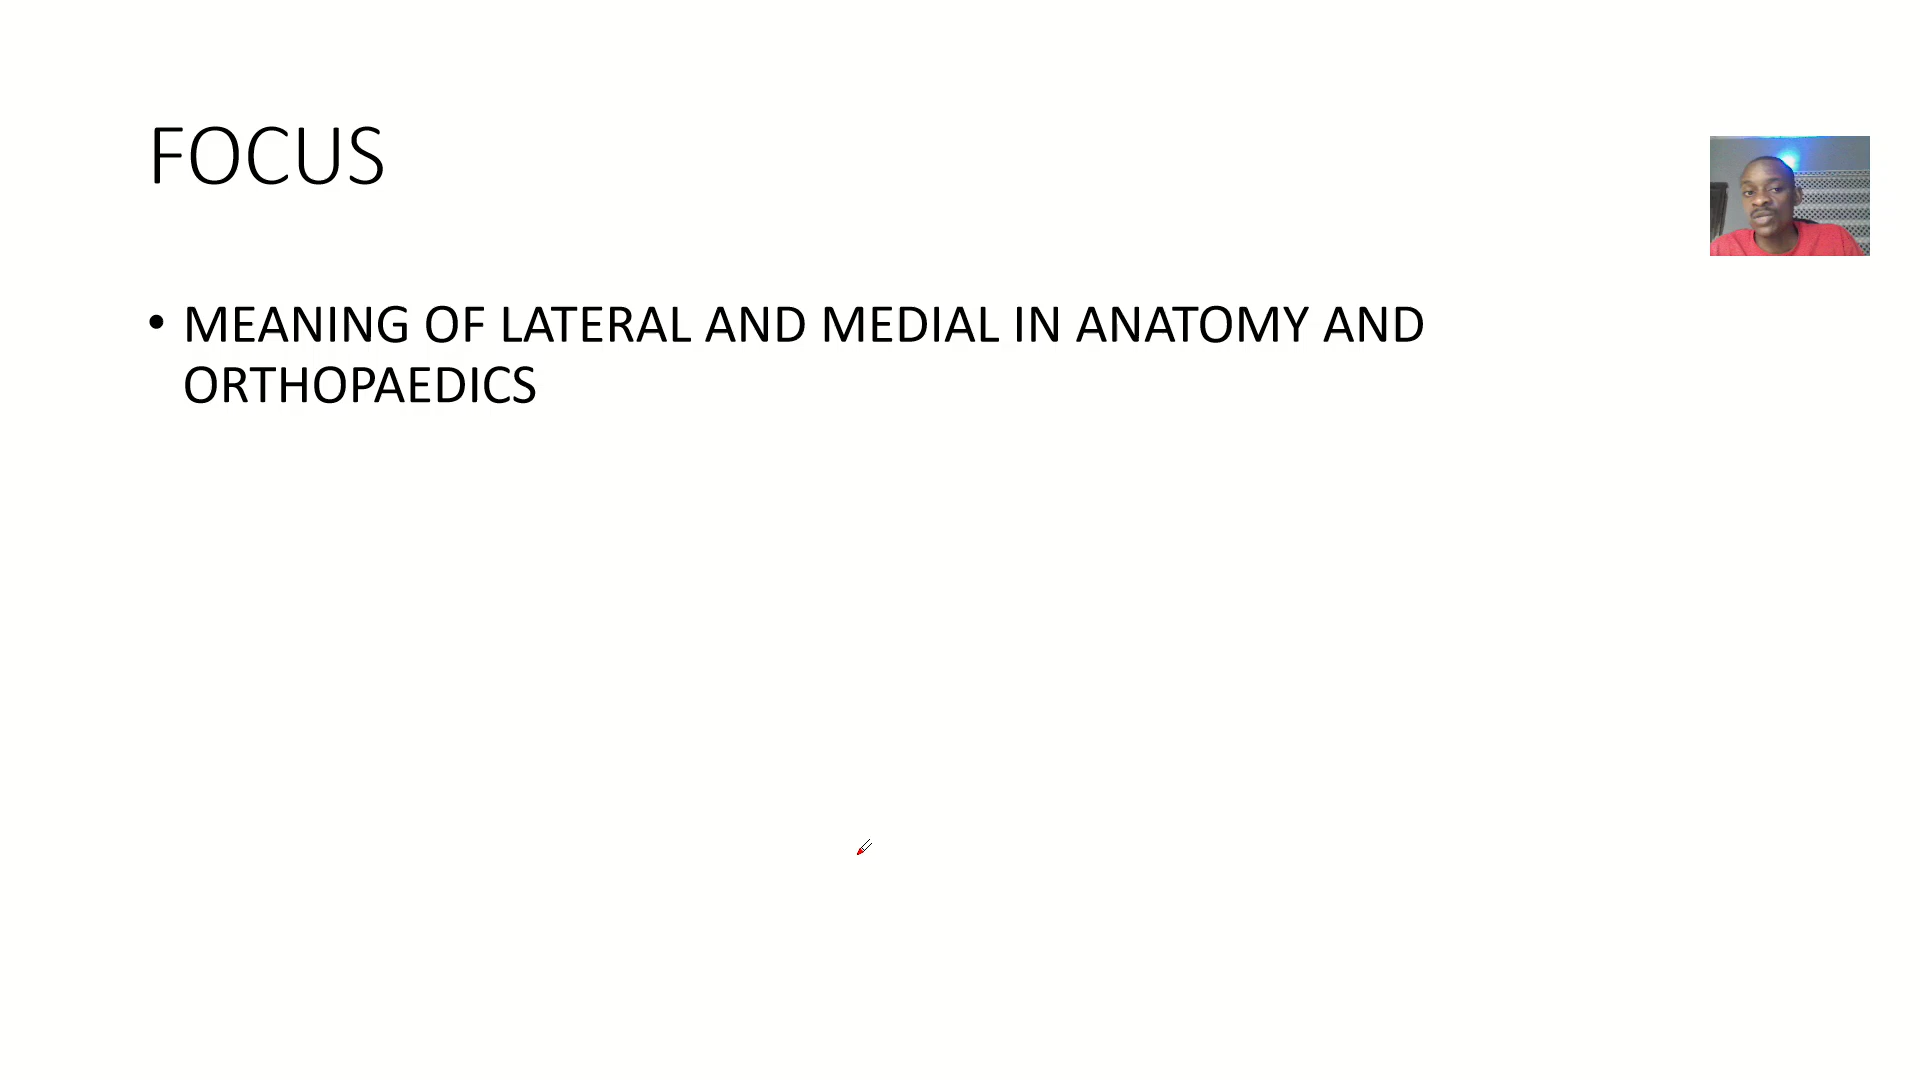 FOCUS
• MEANING OF LATERAL AND MEDIAL IN ANATOMY AND
ORTHOPAEDICS